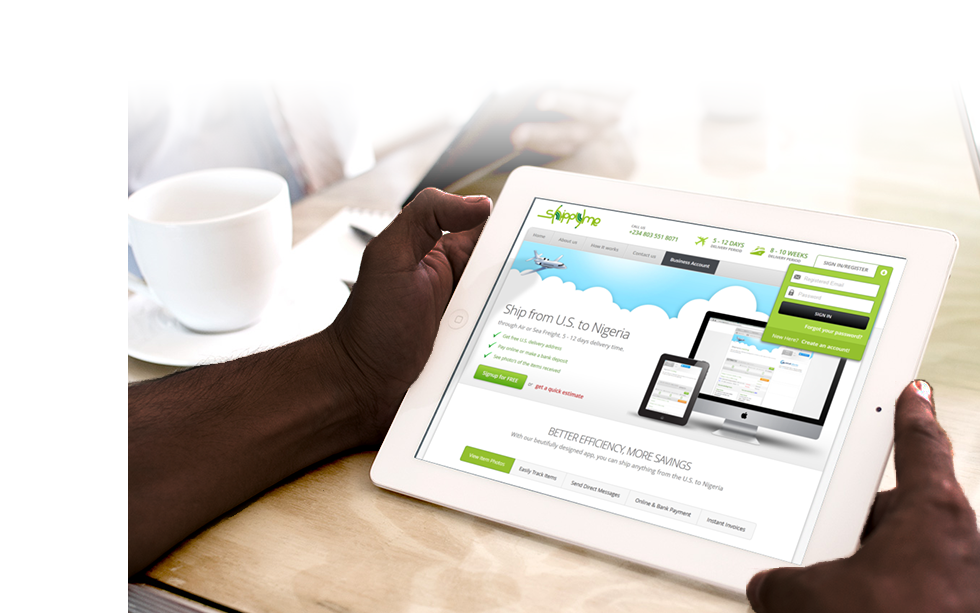 shippyme
CALL US
+234 803 551 8071
5 - 12 DAYS
DELIVERY PERIOD
8 - 10 WEEKS
DELIVERY PERIOD
SIGN IN/REGISTER
Home
About us
How it works
Contact us
Business Account
Registered Email
Password
SIGN IN
Forgot your password?
New Here? Create an account!
Ship from U.S. to Nigeria
through Air or Sea Freight. 5 - 12 days delivery time.
Get free U.S. delivery address
Pay online or make a bank deposit
See photo's of the items received
Signup for FREE
or get a quick estimate
BETTER EFFICIENCY, MORE SAVINGS
With our beutifully designed app, you can ship anything from the U.S. to Nigeria
View Item Photos
Easily Track Items
Send Direct Messages
Online & Bank Payment
Instant Invoices